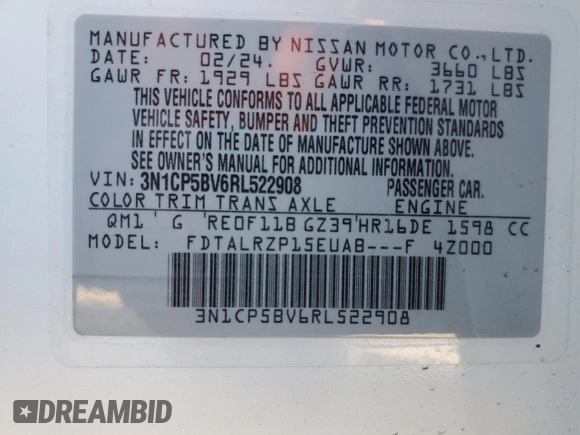 MANUFACTURED BY NISSAN MOTOR CO., LTD.
DATE: 02/24. GVWR: 3660 LBS
GAWR FR: 1929 LBS GAWR RR: 1731 LBS
THIS VEHICLE CONFORMS TO ALL APPLICABLE FEDERAL MOTOR
VEHICLE SAFETY, BUMPER AND THEFT PREVENTION STANDARDS
IN EFFECT ON THE DATE OF MANUFACTURE SHOWN ABOVE.
SEE OWNER'S MANUAL FOR ADDITIONAL INFORMATION.
VIN: 3N1CP5BV6RL522908 PASSENGER CAR.
COLOR TRIM TRANS AXLE ENGINE
QM1 G RE0F11B GZ39 HR16DE 1598 CC
FDTALRZP15EUAB---F 4Z000
3N1CP5BV6RL522908
DREAMBID